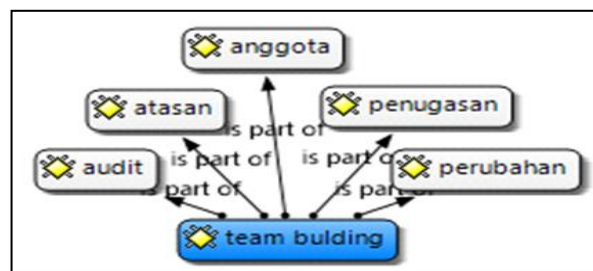 anggota
atasan
penugasan
is part of
is part of
is part of
audit
perubahan
is part of
is part of
team bulding